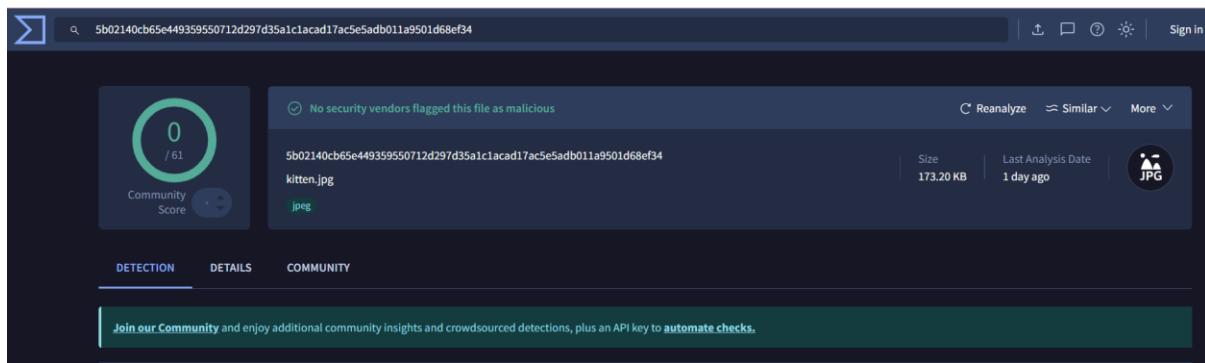 5b02140cb65e449359550712d297d35a1c1acad17ac5e5adb011a9501d68ef34
Sign in
0
/ 61
Community
Score
No security vendors flagged this file as malicious
Reanalyze
Similar
More
5b02140cb65e449359550712d297d35a1c1acad17ac5e5adb011a9501d68ef34
kitten.jpg
jpeg
Size
173.20 KB
Last Analysis Date
1 day ago
JPG
DETECTION
DETAILS
COMMUNITY
Join our Community and enjoy additional community insights and crowdsourced detections, plus an API key to automate checks.